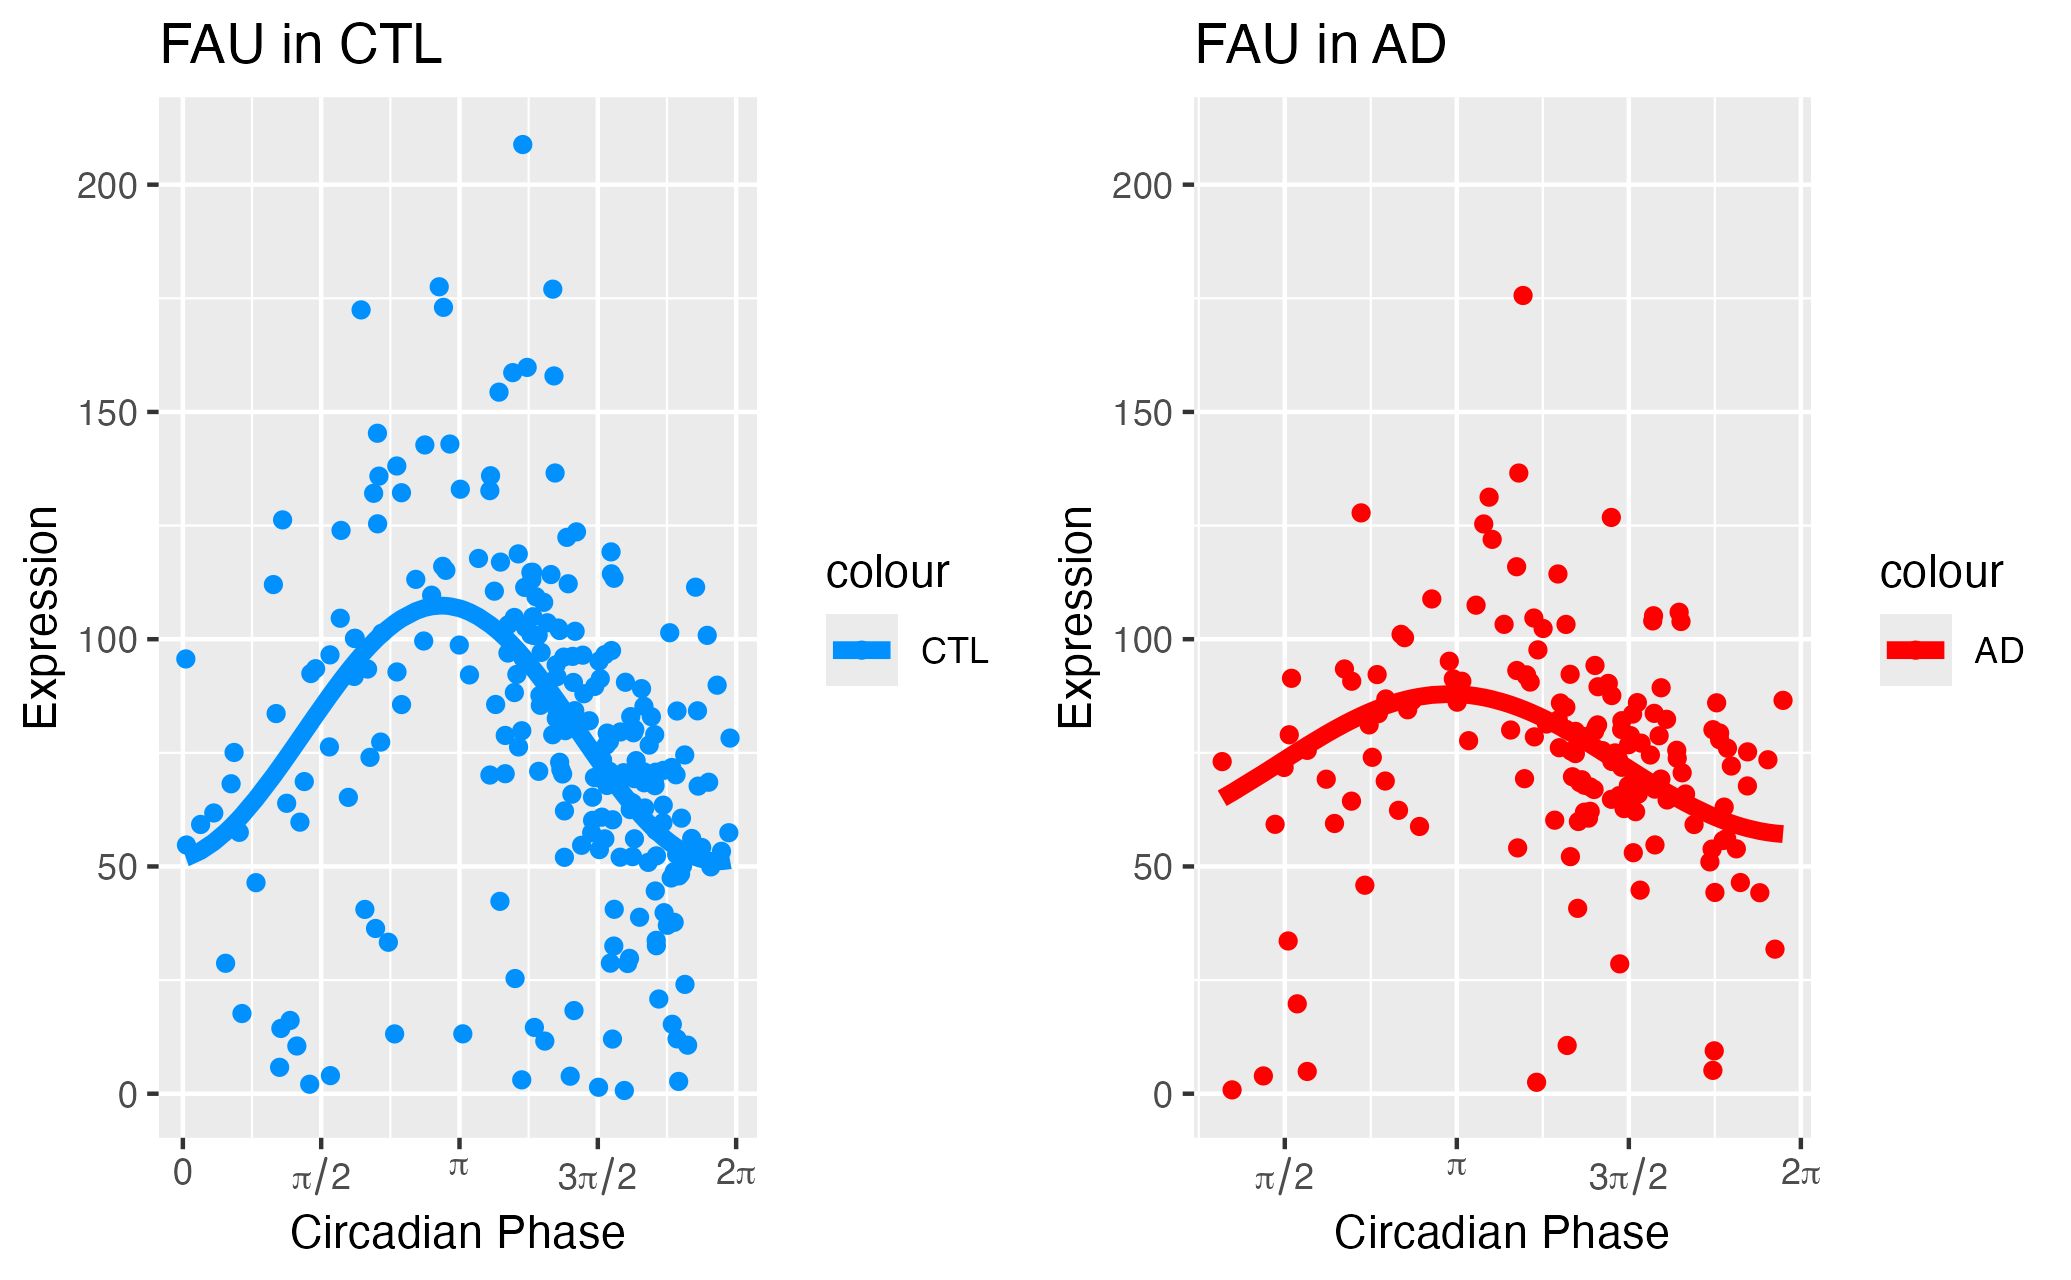 FAU in CTL
Expression
200
150
100
50
0
0 π/2 π 3π/2 2π
Circadian Phase
colour
CTL
FAU in AD
Expression
200
150
100
50
0
π/2 π 3π/2 2π
Circadian Phase
colour
AD